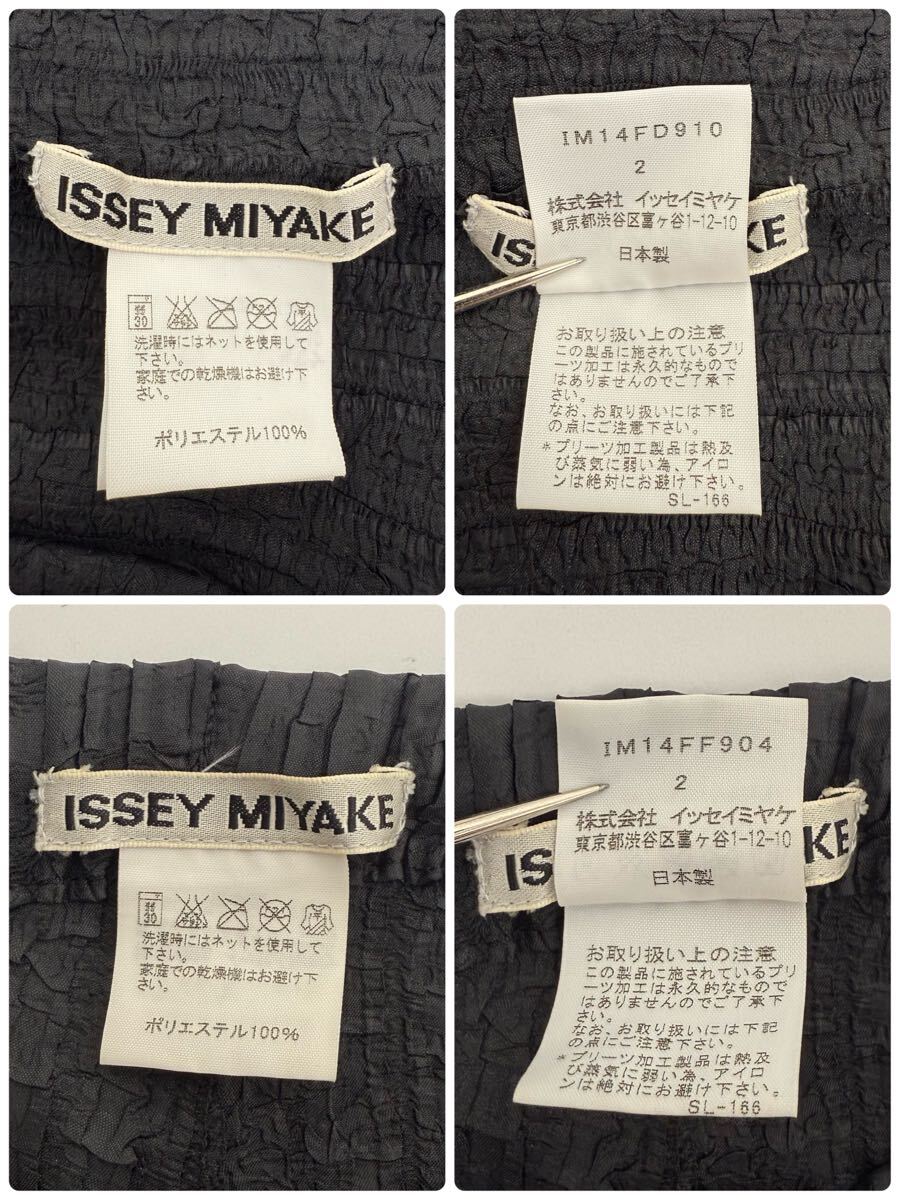 ISSEY MIYAKE
弱
30
洗濯時にはネットを使用して
下さい。
家庭での乾燥機はお避け下
さい。
ポリエステル100%
IM14FD910
2
株式会社 イッセイミヤケ
東京都渋谷区富ヶ谷1-12-10
日本製
IS
KE
お取り扱い上の注意
この製品に施されているプリ
ーツ加工は永久的なもので
はありませんのでご了承下
さい。
なお、お取り扱いには下記
の点にご注意下さい。
*プリーツ加工製品は熱及
び蒸気に弱い為、アイロ
ンは絶対にお避け下さい。
SL-166
ISSEY MIYAKE
弱
30
洗濯時にはネットを使用して
下さい。
家庭での乾燥機はお避け下
さい。
ポリエステル100%
IM14FF904
2
株式会社 イッセイミヤケ
東京都渋谷区富ヶ谷1-12-10
日本製
IS
KE
お取り扱い上の注意
この製品に施されているプリ
ーツ加工は永久的なもので
はありませんのでご了承下
さい。
なお、お取り扱いには下記
の点にご注意下さい。
*プリーツ加工製品は熱及
び蒸気に弱い為、アイロ
ンは絶対にお避け下さい。
SL-166